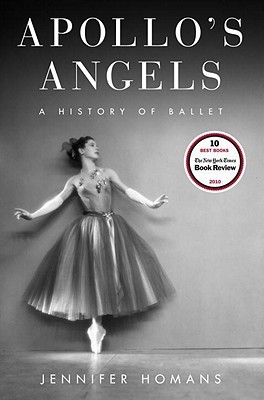 APOLLO'S
ANGELS
A HISTORY OF BALLET
10
BEST BOOKS
The New York Times
Book Review
2010
JENNIFER HOMANS